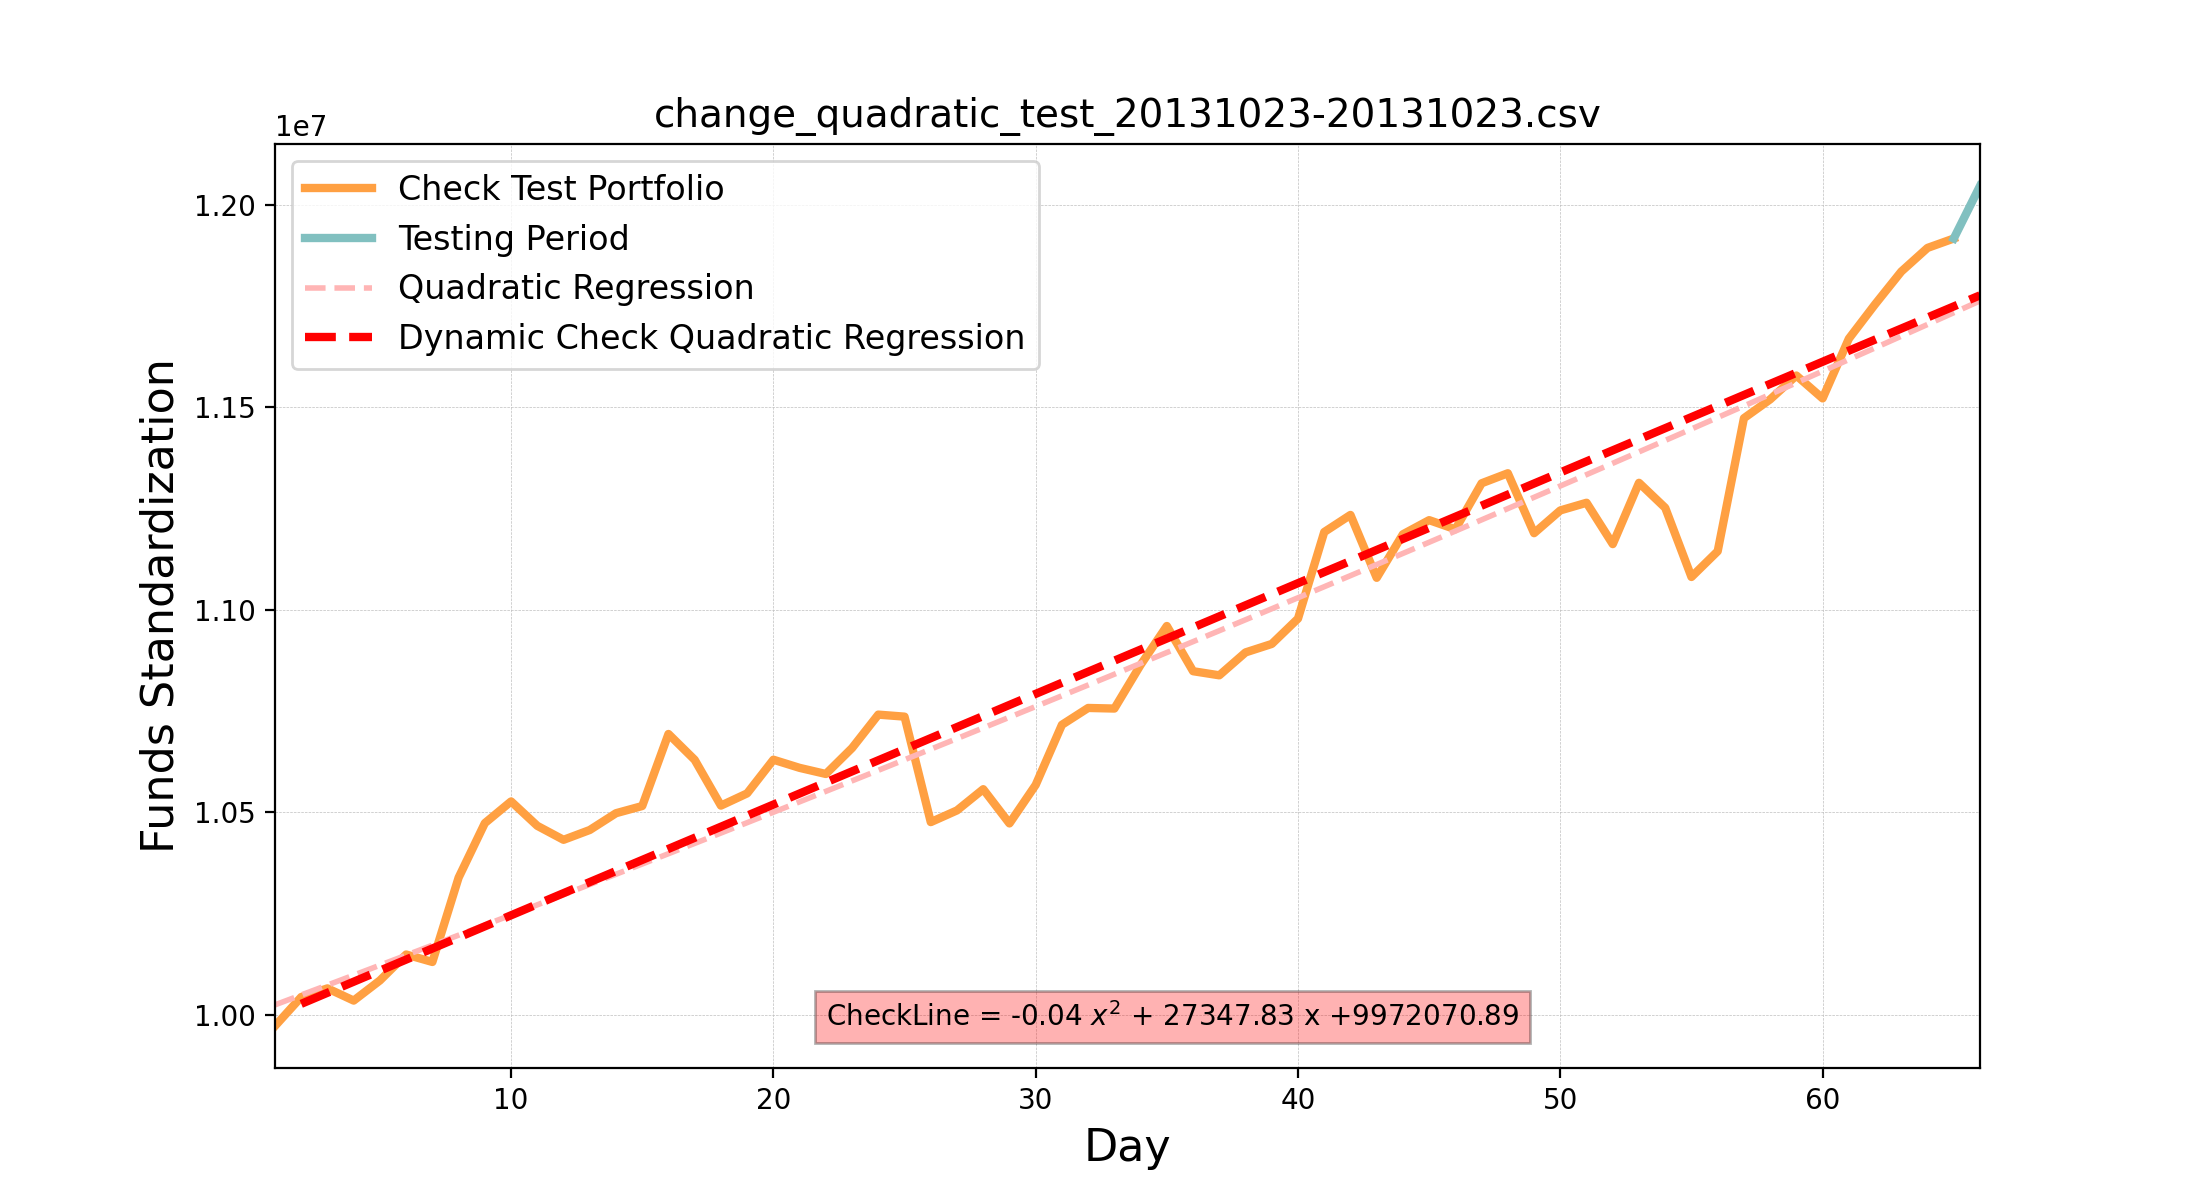 change_quadratic_test_20131023-20131023.csv
1e7
Check Test Portfolio
Testing Period
Quadratic Regression
Dynamic Check Quadratic Regression
1.20
1.15
1.10
1.05
1.00
Funds Standardization
CheckLine = -0.04 x² + 27347.83 x +9972070.89
10 20 30 40 50 60
Day